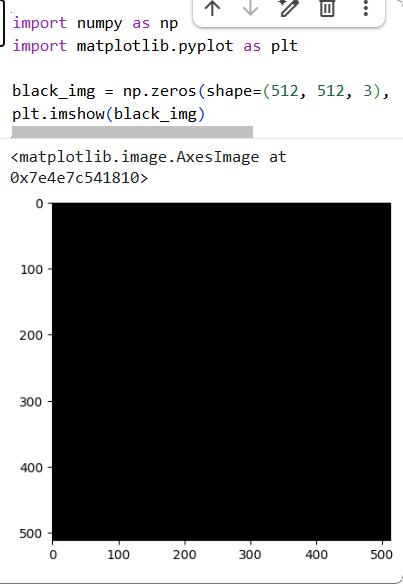 import numpy as np
import matplotlib.pyplot as plt
black_img = np.zeros(shape=(512, 512, 3),
plt.imshow(black_img)
<matplotlib.image.AxesImage at
0x7e4e7c541810>
0
100
200
300
400
500
0 100 200 300 400 500